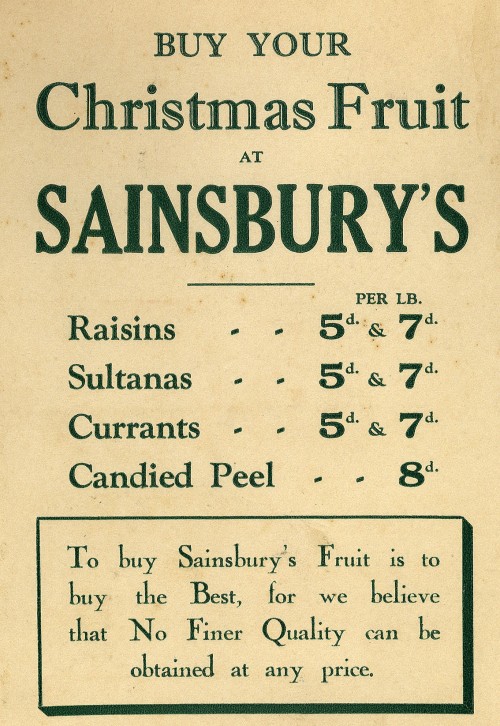 BUY YOUR
Christmas Fruit
AT
SAINSBURY'S
PER LB.
Raisins - - 5d. & 7d.
Sultanas - - 5d. & 7d.
Currants - - 5d. & 7d.
Candied Peel - - 8d.
To buy Sainsbury's Fruit is to
buy the Best, for we believe
that No Finer Quality can be
obtained at any price.